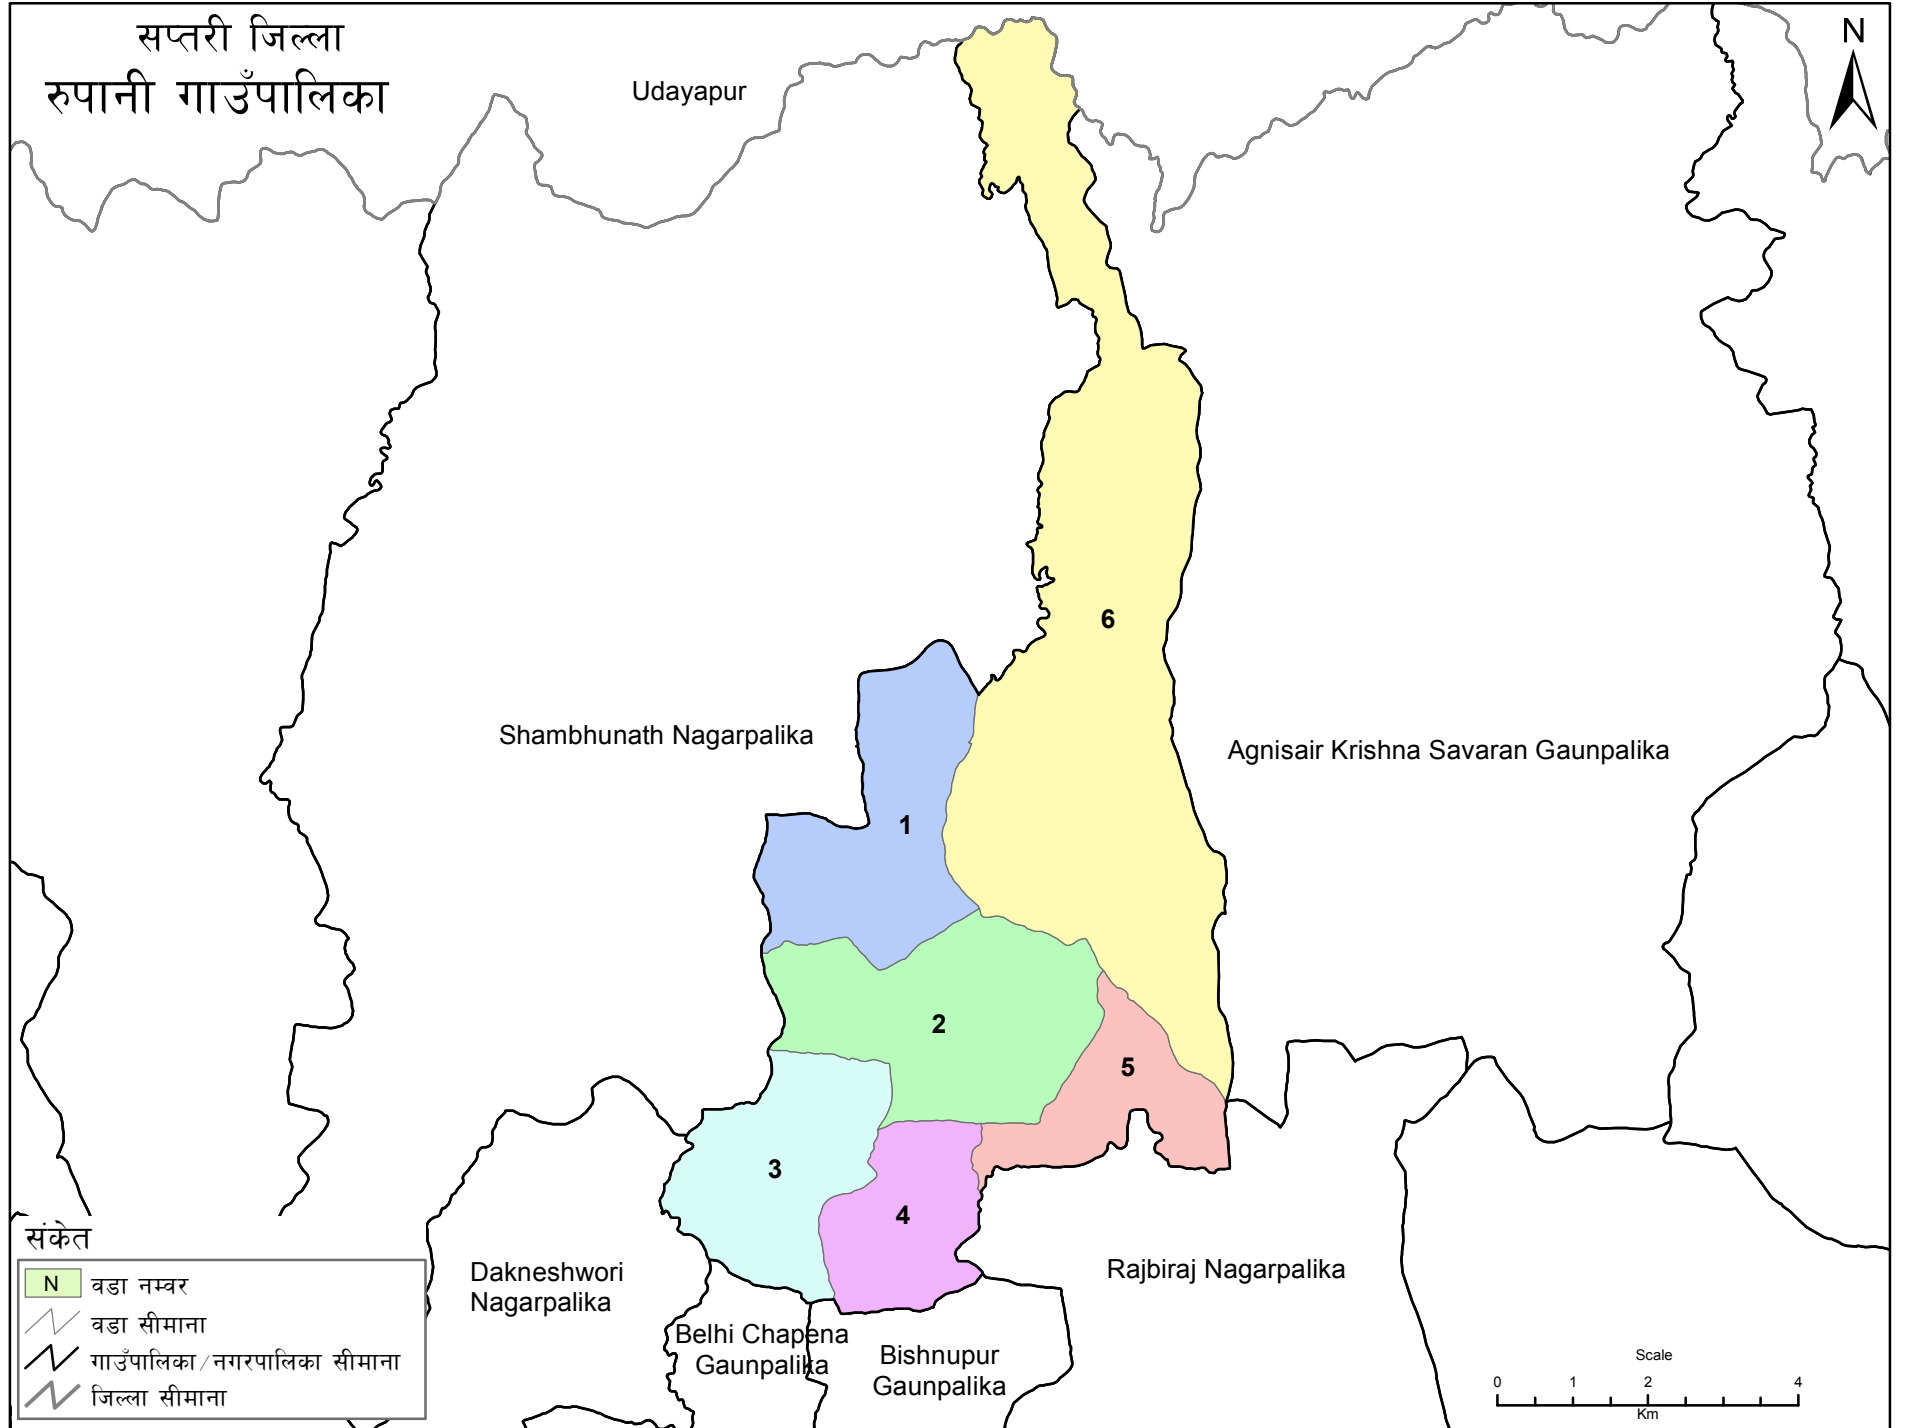 सप्तरी जिल्ला
रुपानी गाउँपालिका
Udayapur
N
6
Shambhunath Nagarpalika
Agnisair Krishna Savaran Gaunpalika
1
2
5
3
4
Dakneshwori
Nagarpalika
Rajbiraj Nagarpalika
Belhi Chapena
Gaunpalika
Bishnupur
Gaunpalika
संकेत
N वडा नम्वर
वडा सीमाना
गाउँपालिका/नगरपालिका सीमाना
जिल्ला सीमाना
Scale
0 1 2 4
Km